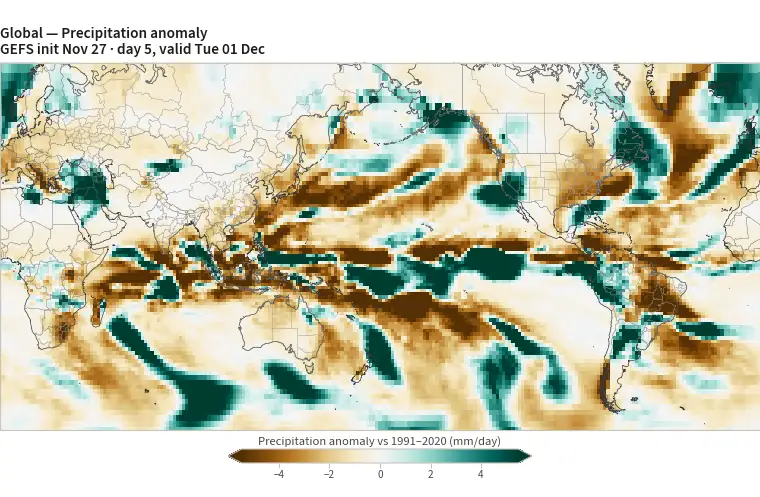 Global — Precipitation anomaly
GEFS init Nov 27 · day 5, valid Tue 01 Dec
Precipitation anomaly vs 1991–2020 (mm/day)
−4 −2 0 2 4